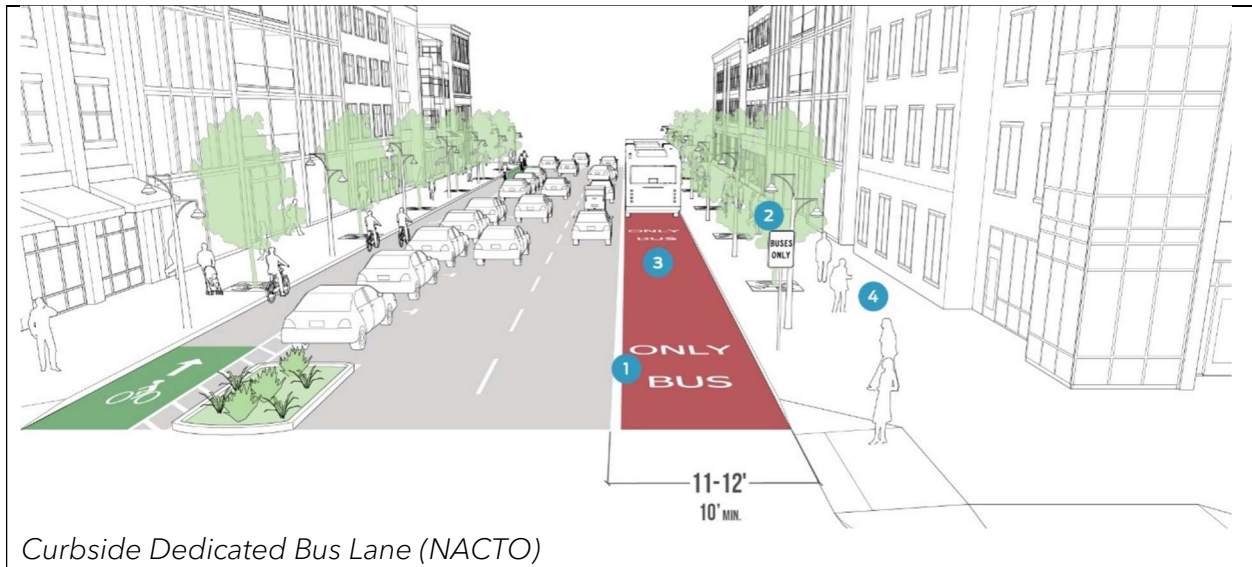 2
BUSES
ONLY
ONLY
BUS
3
4
1
ONLY
BUS
11-12'
10' MIN.
Curbside Dedicated Bus Lane (NACTO)